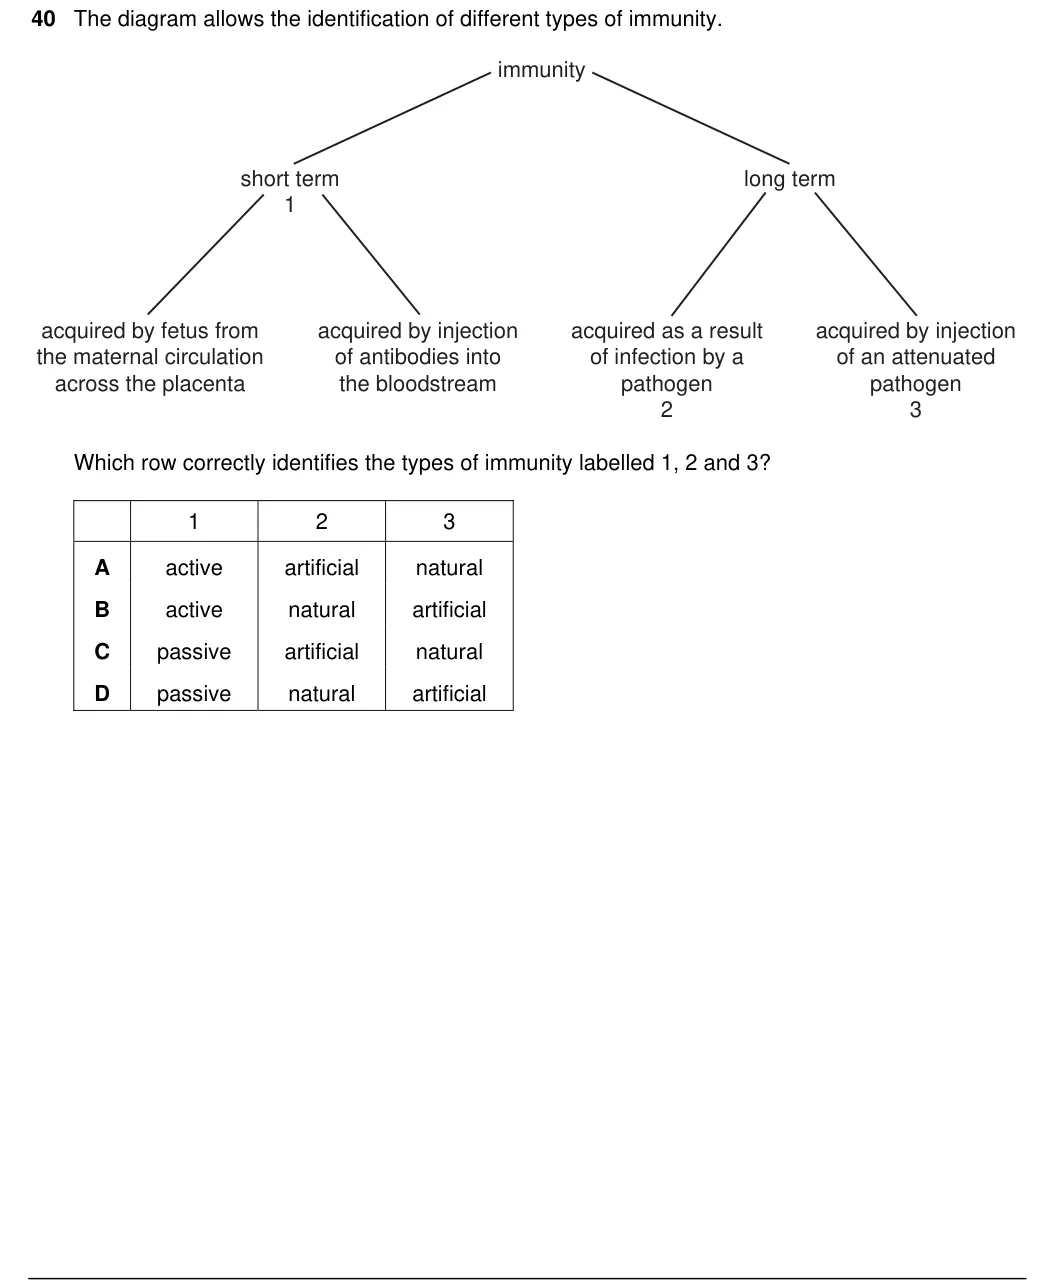 40 The diagram allows the identification of different types of immunity.
immunity
short term
1
long term
acquired by fetus from
the maternal circulation
across the placenta
acquired by injection
of antibodies into
the bloodstream
acquired as a result
of infection by a
pathogen
2
acquired by injection
of an attenuated
pathogen
3
Which row correctly identifies the types of immunity labelled 1, 2 and 3?
1 2 3
A active artificial natural
B active natural artificial
C passive artificial natural
D passive natural artificial